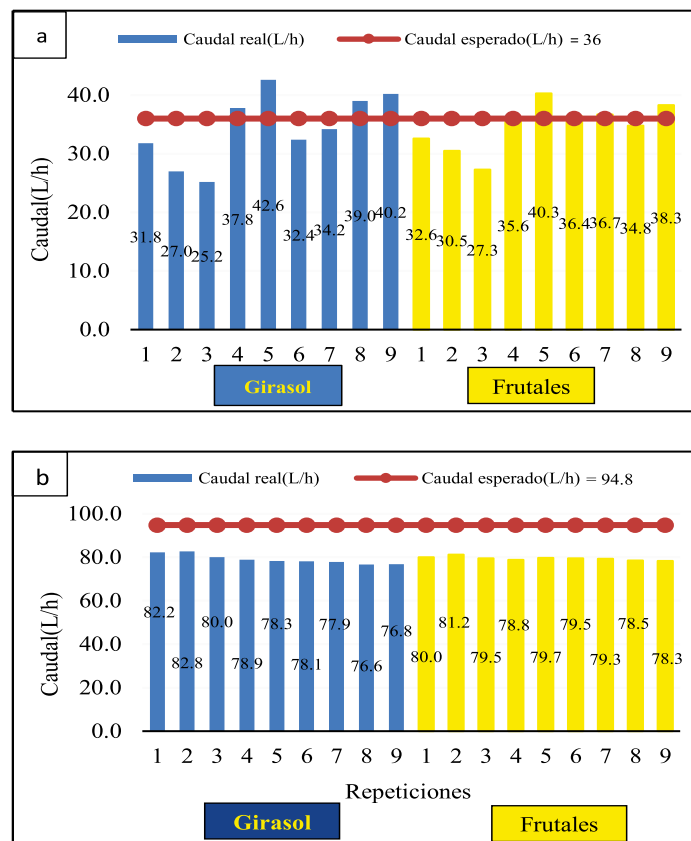 a
Caudal real(L/h) Caudal esperado(L/h) = 36
Caudal(L/h)
40.0
30.0
20.0
10.0
0.0
31.8 27.0 25.2 37.8 42.6 32.4 34.2 39.0 40.2 32.6 30.5 27.3 35.6 40.3 36.4 36.7 34.8 38.3
1 2 3 4 5 6 7 8 9 1 2 3 4 5 6 7 8 9
Girasol Frutales
b
Caudal real(L/h) Caudal esperado(L/h) = 94.8
Caudal(L/h)
100.0
80.0
60.0
40.0
20.0
0.0
82.2 80.0 78.3 77.9 76.8 81.2 78.8 79.5 78.5
82.8 78.9 78.1 76.6 80.0 79.5 79.7 79.3 78.3
1 2 3 4 5 6 7 8 9 1 2 3 4 5 6 7 8 9
Repeticiones
Girasol Frutales